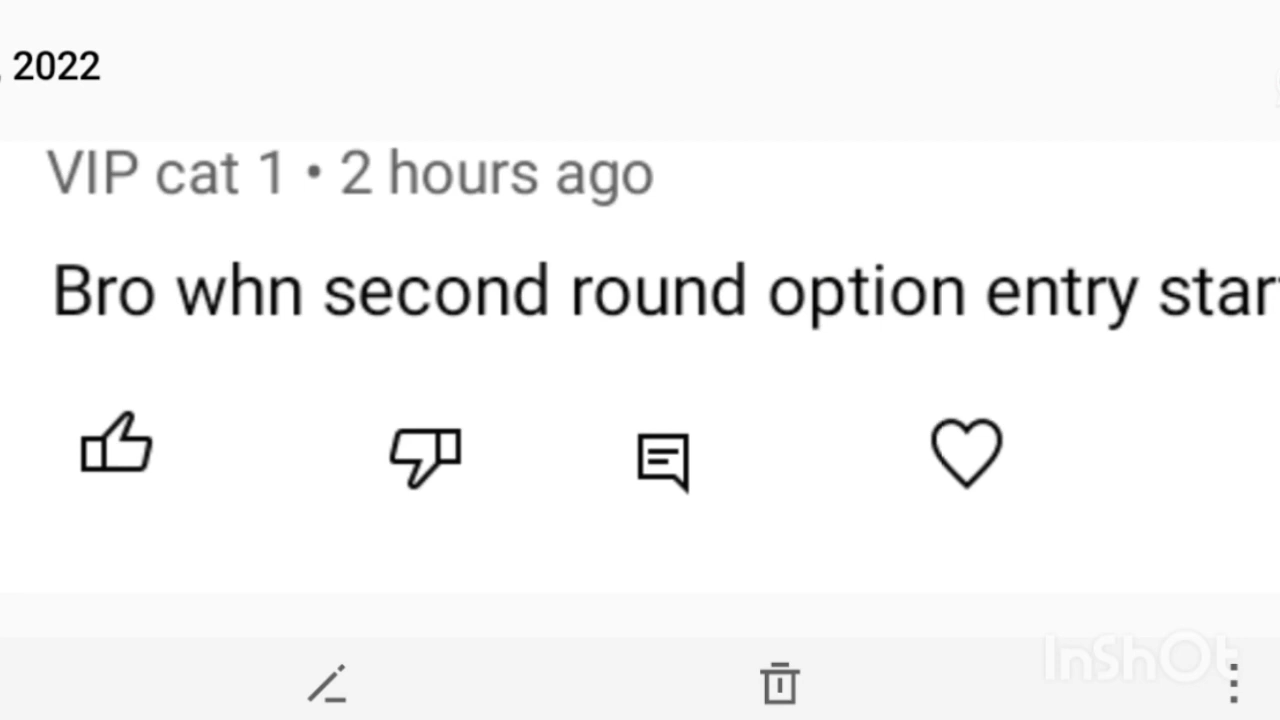 , 2022
VIP cat 1 • 2 hours ago
Bro whn second round option entry star
InShOt